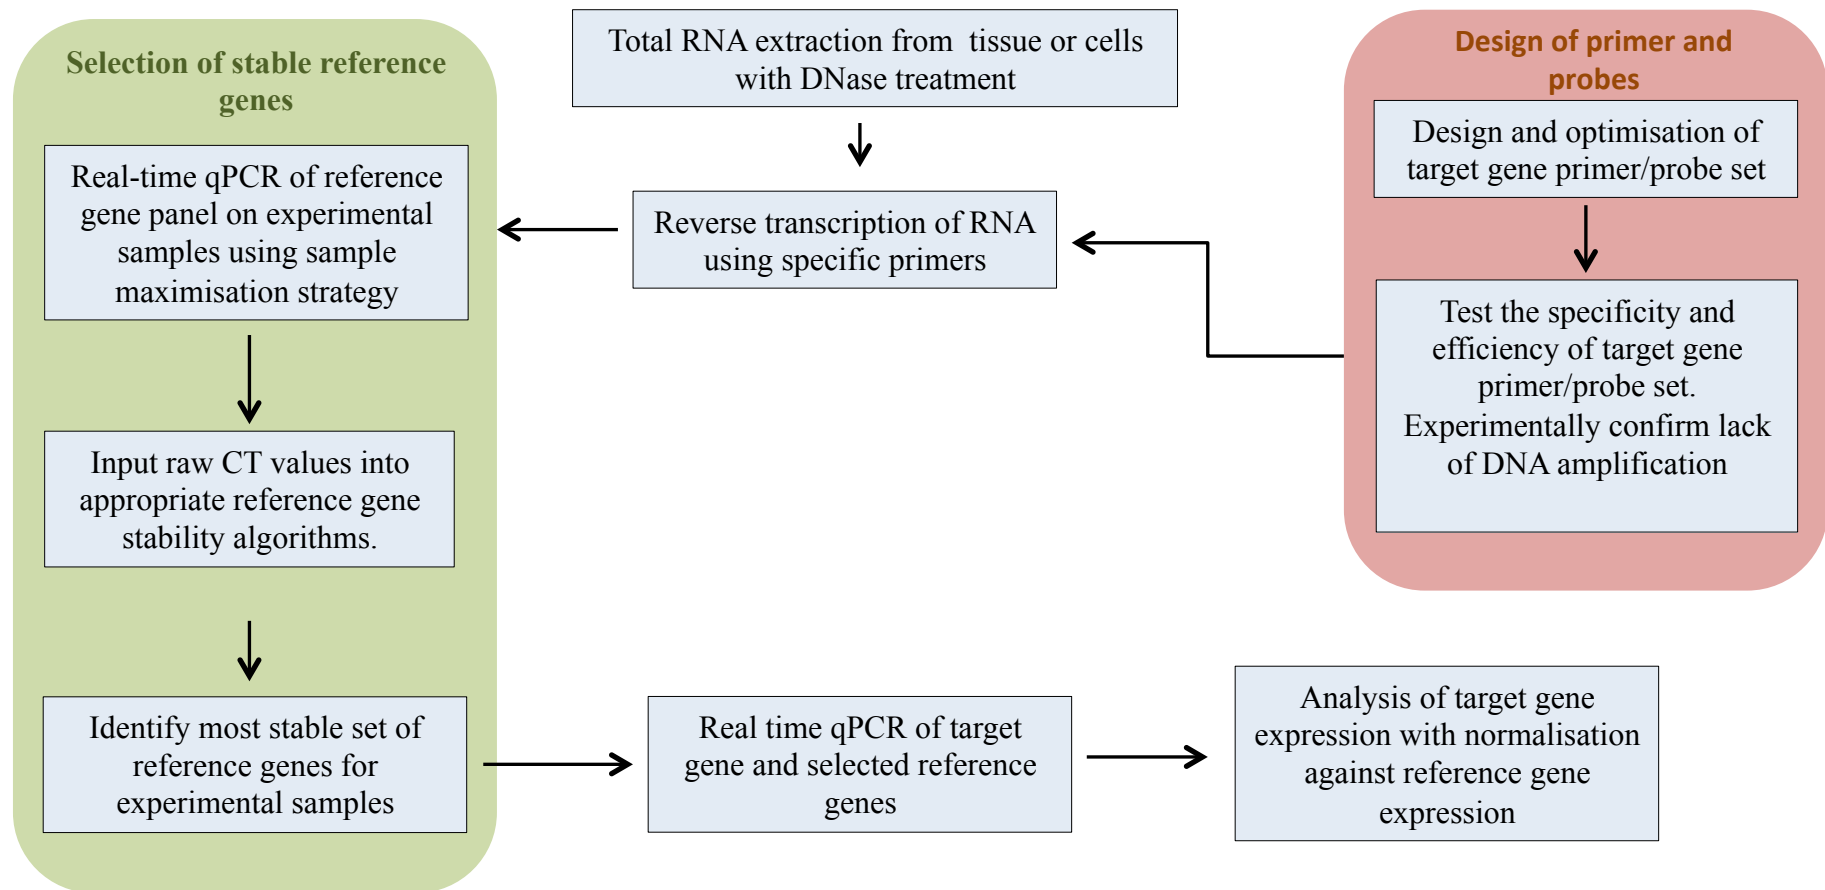 Selection of stable reference
genes
Real-time qPCR of reference
gene panel on experimental
samples using sample
maximisation strategy
Input raw CT values into
appropriate reference gene
stability algorithms.
Identify most stable set of
reference genes for
experimental samples
Total RNA extraction from tissue or cells
with DNase treatment
Reverse transcription of RNA
using specific primers
Real time qPCR of target
gene and selected reference
genes
Design of primer and
probes
Design and optimisation of
target gene primer/probe set
Test the specificity and
efficiency of target gene
primer/probe set.
Experimentally confirm lack
of DNA amplification
Analysis of target gene
expression with normalisation
against reference gene
expression